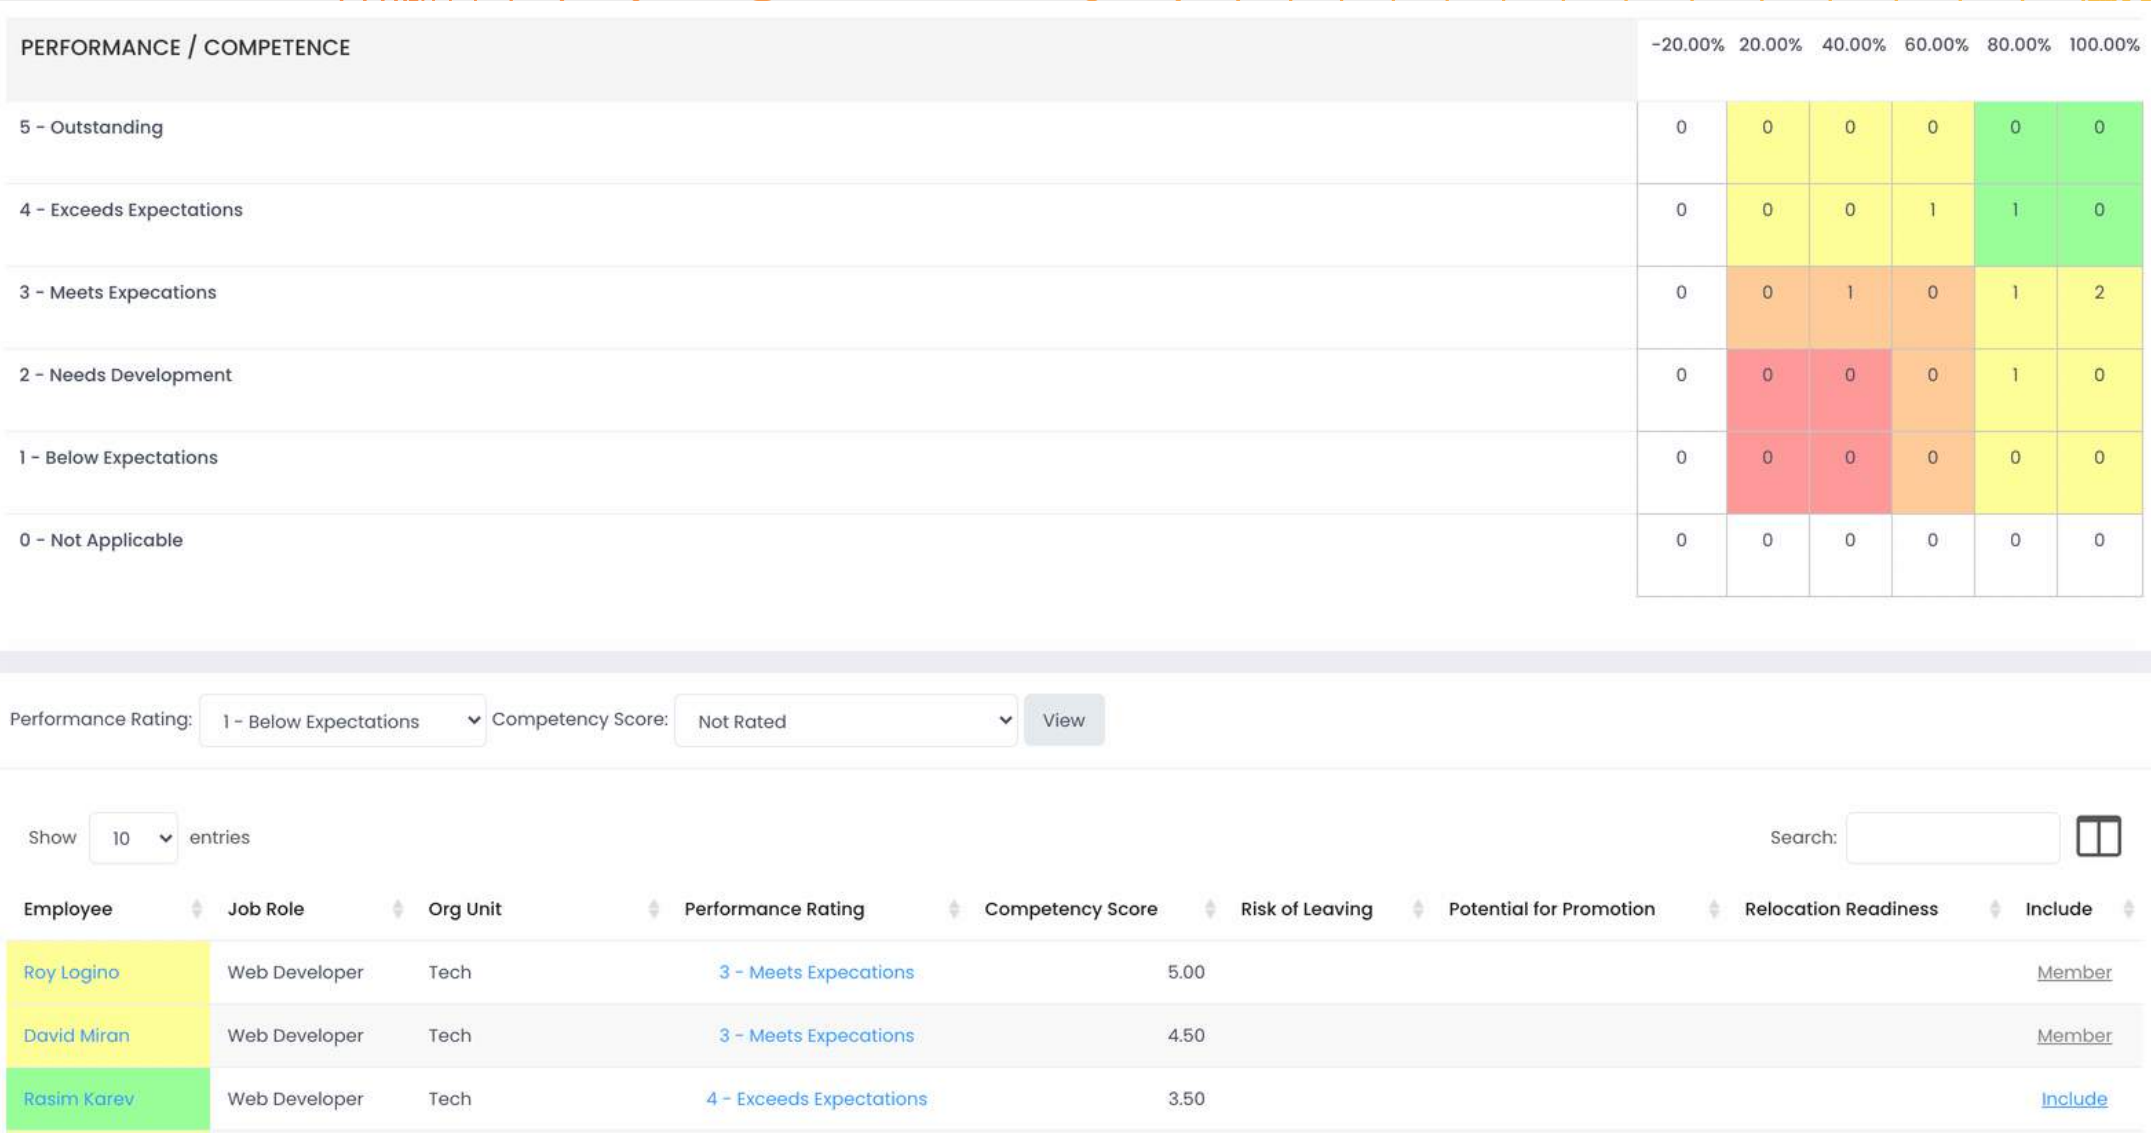 PERFORMANCE / COMPETENCE -20.00% 20.00% 40.00% 60.00% 80.00% 100.00%
5 - Outstanding 0 0 0 0 0 0
4 - Exceeds Expectations 0 0 0 1 1 0
3 - Meets Expecations 0 0 1 0 1 2
2 - Needs Development 0 0 0 0 1 0
1 - Below Expectations 0 0 0 0 0 0
0 - Not Applicable 0 0 0 0 0 0
Performance Rating: 1 - Below Expectations Competency Score: Not Rated View
Show 10 entries Search:
Employee Job Role Org Unit Performance Rating Competency Score Risk of Leaving Potential for Promotion Relocation Readiness Include
Roy Logino Web Developer Tech 3 - Meets Expecations 5.00 Member
David Miran Web Developer Tech 3 - Meets Expecations 4.50 Member
Rasim Karev Web Developer Tech 4 - Exceeds Expectations 3.50 Include